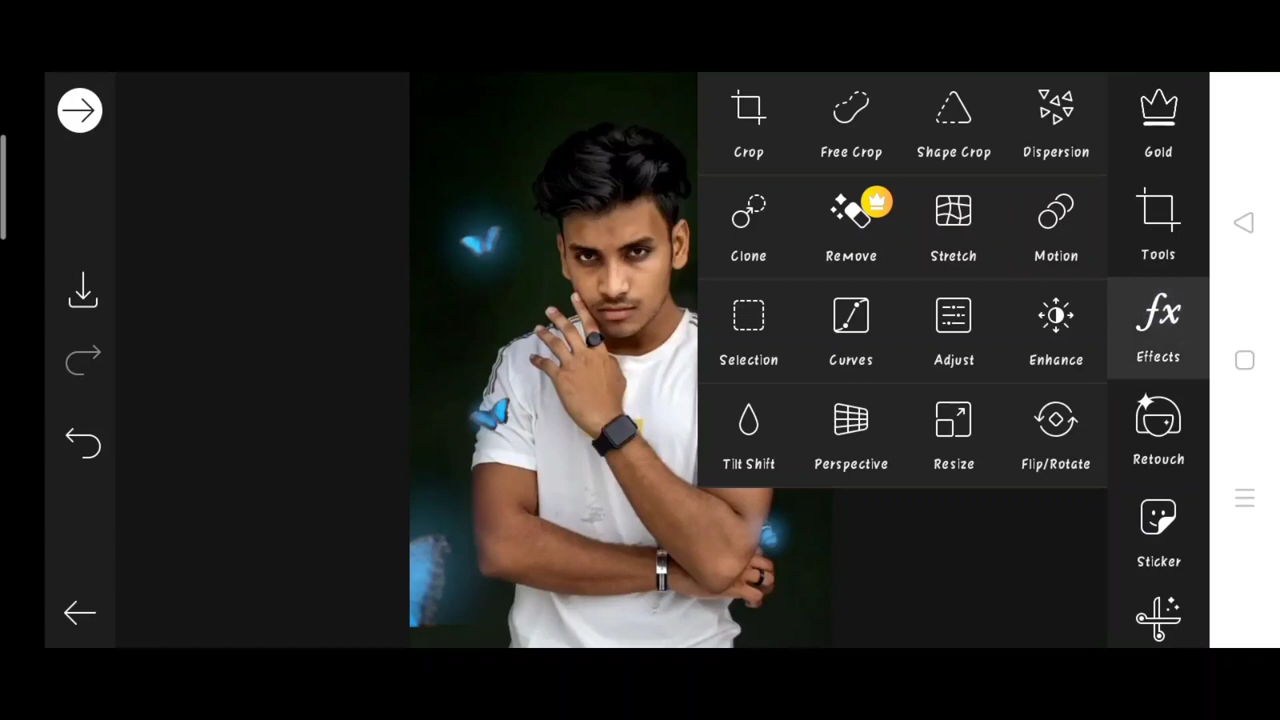 Crop Free Crop Shape Crop Dispersion Gold
Clone Remove Stretch Motion Tools
Selection Curves Adjust Enhance Effects
Tilt Shift Perspective Resize Flip/Rotate Retouch
Sticker